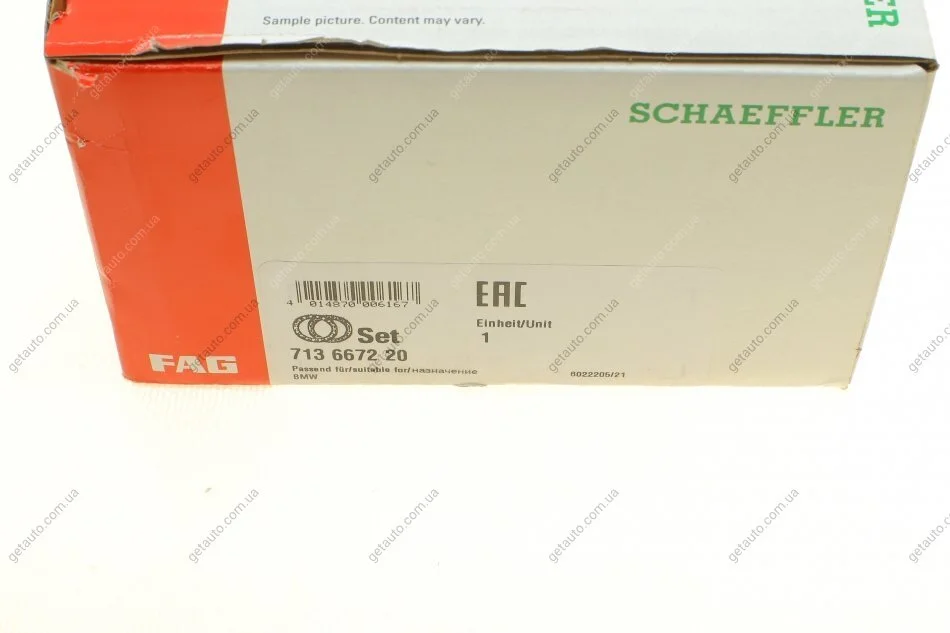 Sample picture. Content may vary.
ER
SCHAEFFLER
4 014870 006167
EAC
Set
Einheit/Unit
1
713 6672 20
FAG
Passend für/suitable for/назначение
BMW
6022205/21
getauto.com.ua